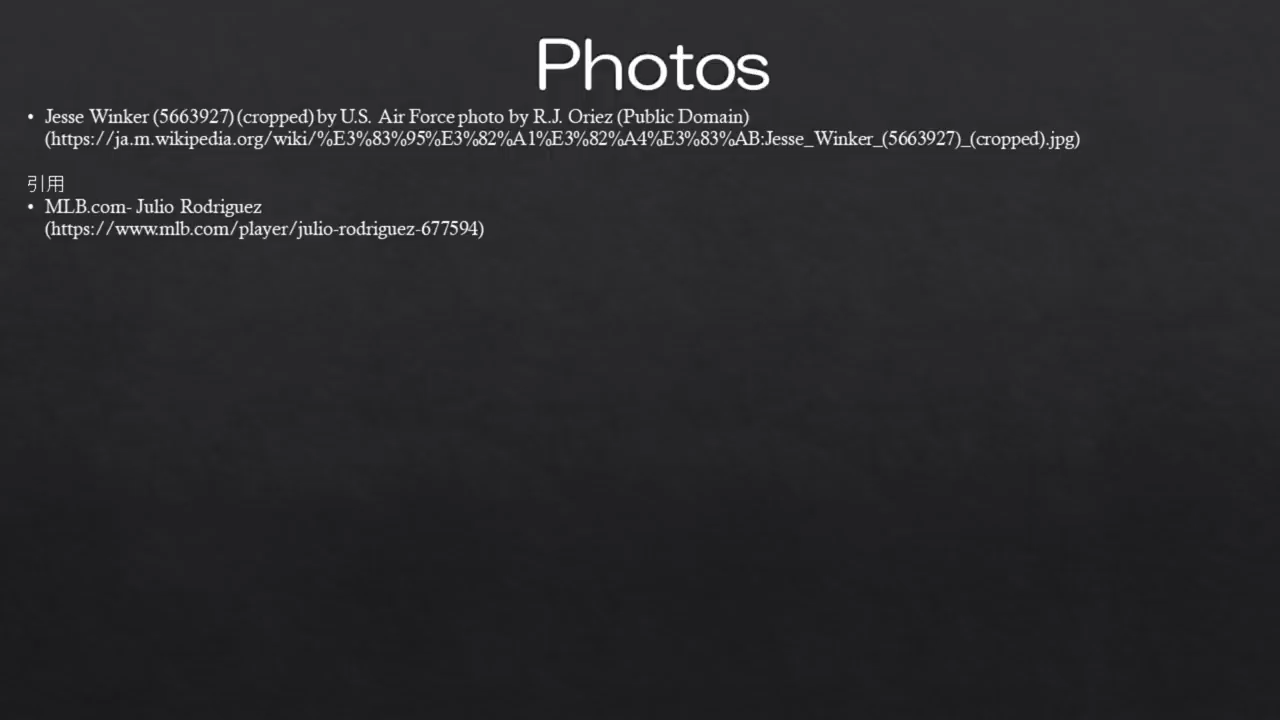 Photos
• Jesse Winker (5663927) (cropped) by U.S. Air Force photo by R.J. Oriez (Public Domain)
(https://ja.m.wikipedia.org/wiki/%E3%83%95%E3%82%A1%E3%82%A4%E3%83%AB:Jesse_Winker_(5663927)_(cropped).jpg)
引用
• MLB.com- Julio Rodriguez
(https://www.mlb.com/player/julio-rodriguez-677594)